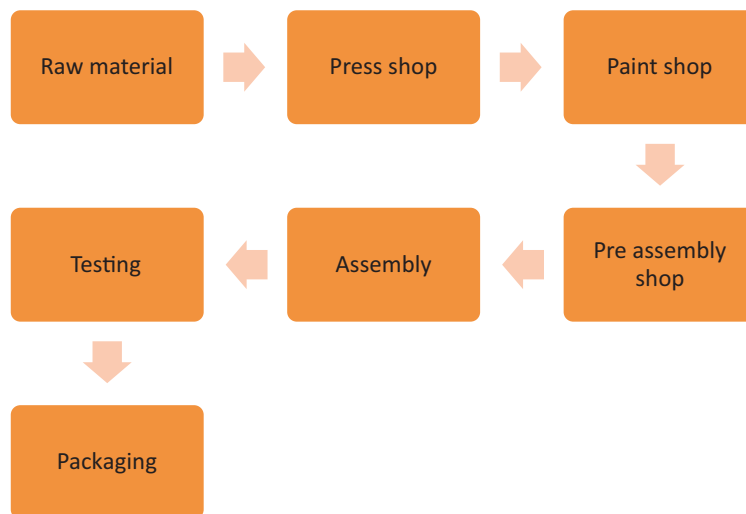 Raw material
Press shop
Paint shop
Pre assembly
shop
Assembly
Testing
Packaging